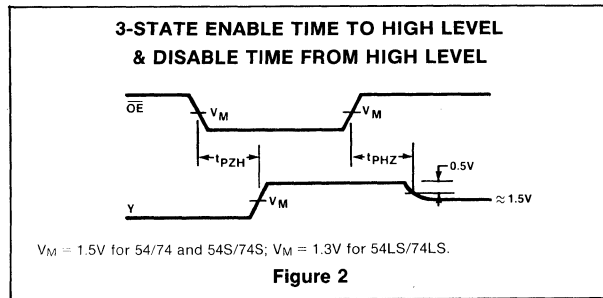 3-STATE ENABLE TIME TO HIGH LEVEL
& DISABLE TIME FROM HIGH LEVEL
OE
VM
VM
tPZH
tPHZ
0.5V
Y
VM
≈ 1.5V
VM = 1.5V for 54/74 and 54S/74S; VM = 1.3V for 54LS/74LS.
Figure 2